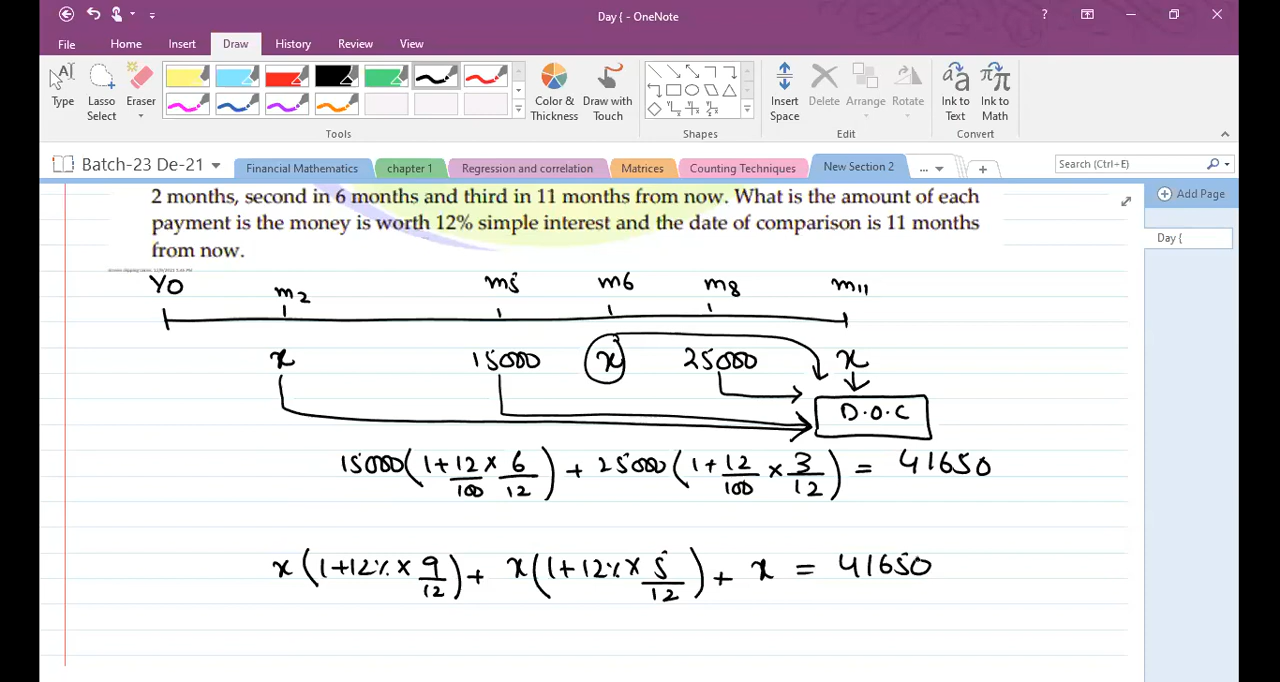 Day { - OneNote
?
File Home Insert Draw History Review View
Type Lasso Select Eraser Color & Thickness Draw with Touch Insert Space Delete Arrange Rotate Ink to Text Ink to Math
Tools Shapes Edit Convert
Batch-23 De-21 Financial Mathematics chapter 1 Regression and correlation Matrices Counting Techniques New Section 2 ... Search (Ctrl+E)
Add Page
Day {
2 months, second in 6 months and third in 11 months from now. What is the amount of each
payment is the money is worth 12% simple interest and the date of comparison is 11 months
from now.
Y0 m2 m5 m6 m8 m11
x 15000 x 25000 x
D.O.C
15000(1+12/100 × 6/12) + 25000(1+12/100 × 3/12) = 41650
x(1+12% × 9/12) + x(1+12% × 5/12) + x = 41650